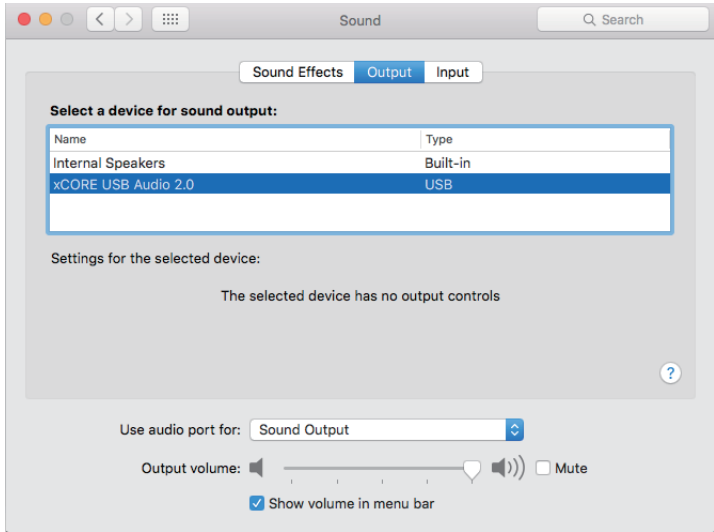 Sound
Search
Sound Effects Output Input
Select a device for sound output:
Name Type
Internal Speakers Built-in
xCORE USB Audio 2.0 USB
Settings for the selected device:
The selected device has no output controls
?
Use audio port for: Sound Output
Output volume: Mute
Show volume in menu bar